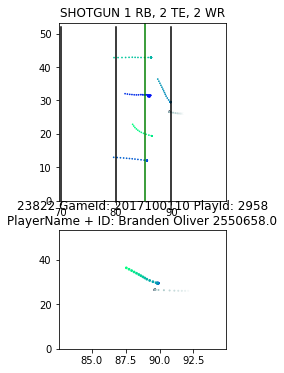 SHOTGUN 1 RB, 2 TE, 2 WR
50
40
30
20
10
0
70 80 90
23822 GameId: 2017100110 PlayId: 2958
PlayerName + ID: Branden Oliver 2550658.0
40
20
0
85.0 87.5 90.0 92.5